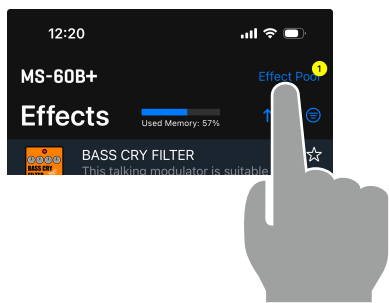 12:20
MS-60B+
Effect Pool
1
Effects
Used Memory: 57%
BASS CRY FILTER
This talking modulator is suitable
BASS CRY
FILTER